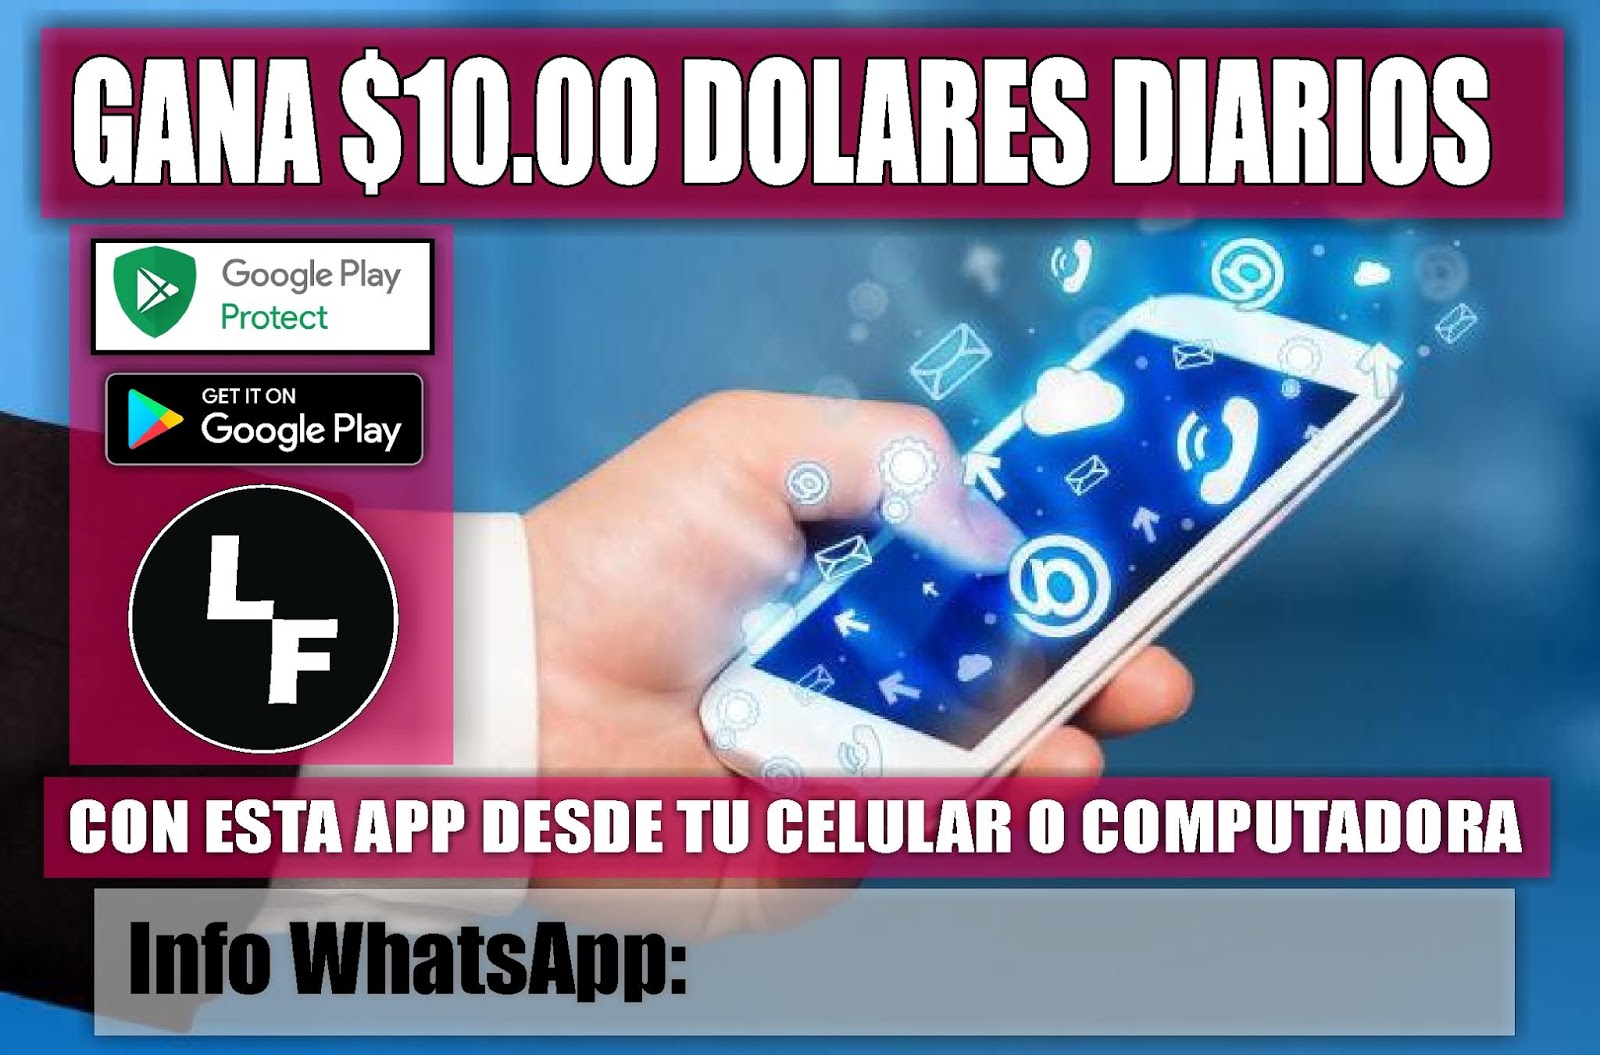 GANA $10.00 DOLARES DIARIOS
Google Play
Protect
GET IT ON
Google Play
LF
CON ESTA APP DESDE TU CELULAR O COMPUTADORA
Info WhatsApp: